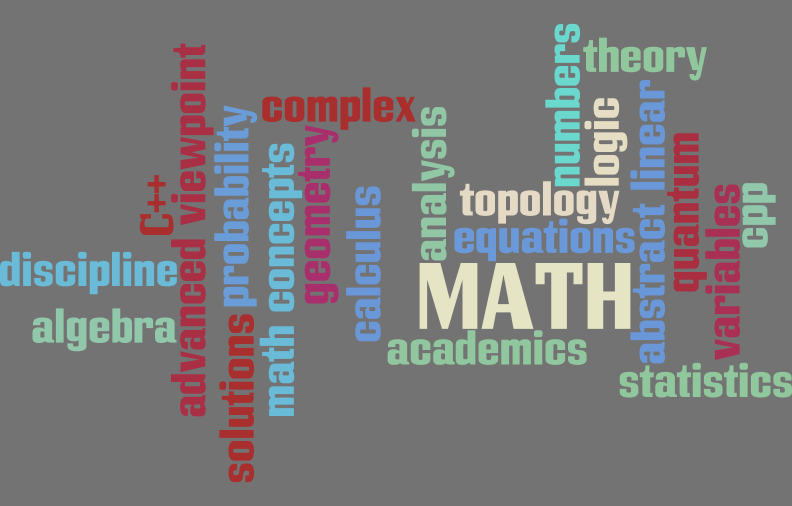 numbers
theory
advanced viewpoint
complex
logic
linear
probability
analysis
geometry
math concepts
quantum
C++
topology
calculus
variables
cpp
abstract
equations
discipline
MATH
algebra
solutions
academics
statistics